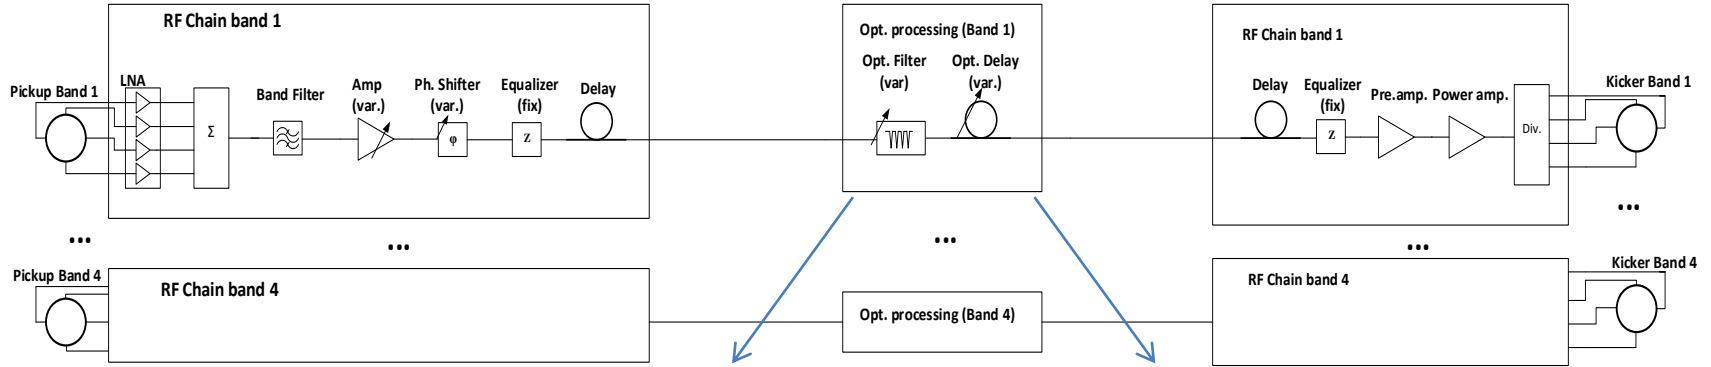 RF Chain band 1
Opt. processing (Band 1)
RF Chain band 1
LNA
Pickup Band 1
Band Filter
Amp
(var.)
Ph. Shifter
(var.)
Equalizer
(fix)
Delay
Opt. Filter
(var)
Opt. Delay
(var.)
Delay
Equalizer
(fix)
Pre.amp.
Power amp.
Kicker Band 1
Σ
φ
Z
Z
Div.
...
...
...
...
...
Pickup Band 4
RF Chain band 4
Opt. processing (Band 4)
RF Chain band 4
Kicker Band 4